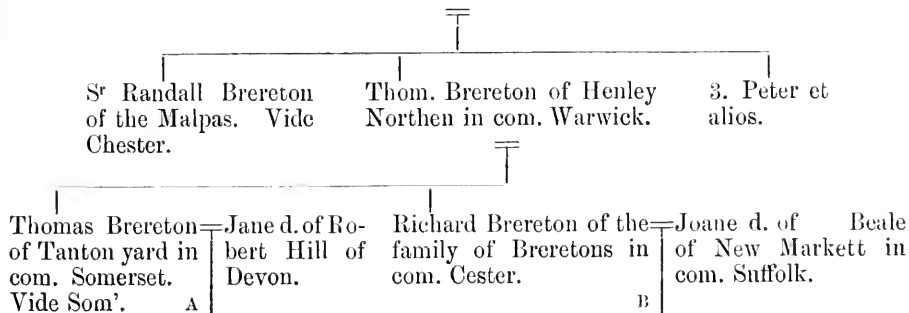 Sʳ Randall Brereton
of the Malpas. Vide
Chester.
Thom. Brereton of Henley
Northen in com. Warwick.
3. Peter et
alios.
Thomas Brereton
of Tanton yard in
com. Somerset.
Vide Som'. A
Jane d. of Ro-
bert Hill of
Devon.
Richard Brereton of the
family of Breretons in
com. Cester.
B
Joane d. of Beale
of New Markett in
com. Suffolk.